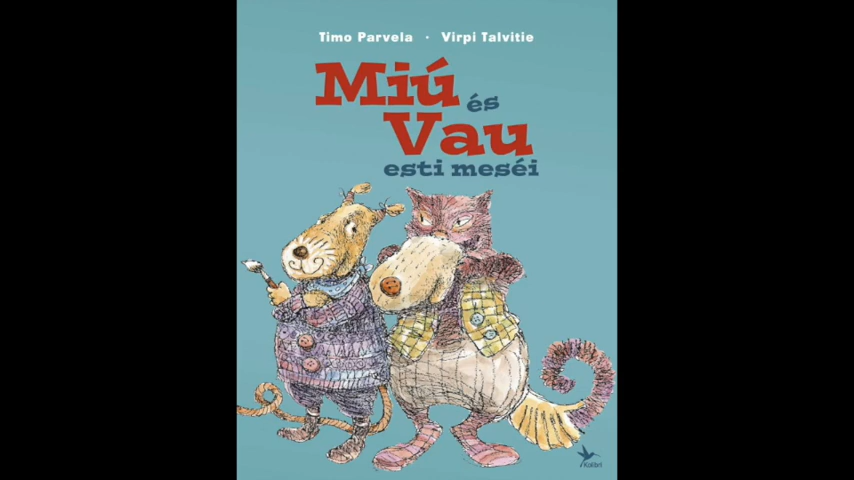 Timo Parvela · Virpi Talvitie
Miú
és
Vau
esti meséi
Kolibri